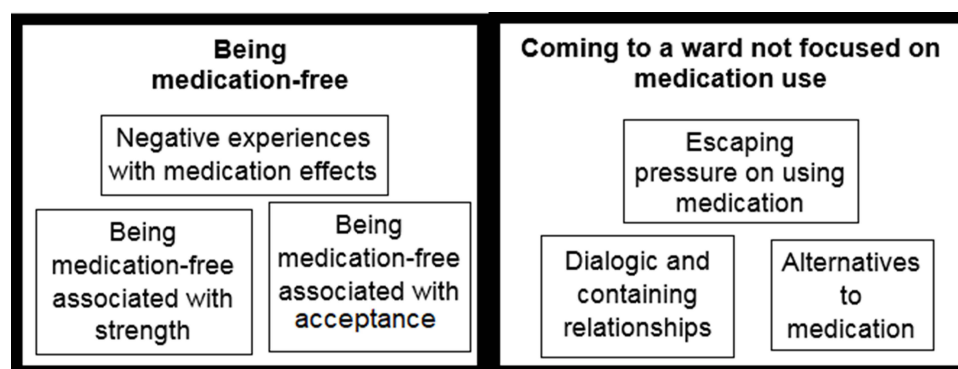 Being
medication-free
Negative experiences
with medication effects
Being
medication-free
associated with
strength
Being
medication-free
associated with
acceptance
Coming to a ward not focused on
medication use
Escaping
pressure on using
medication
Dialogic and
containing
relationships
Alternatives
to
medication